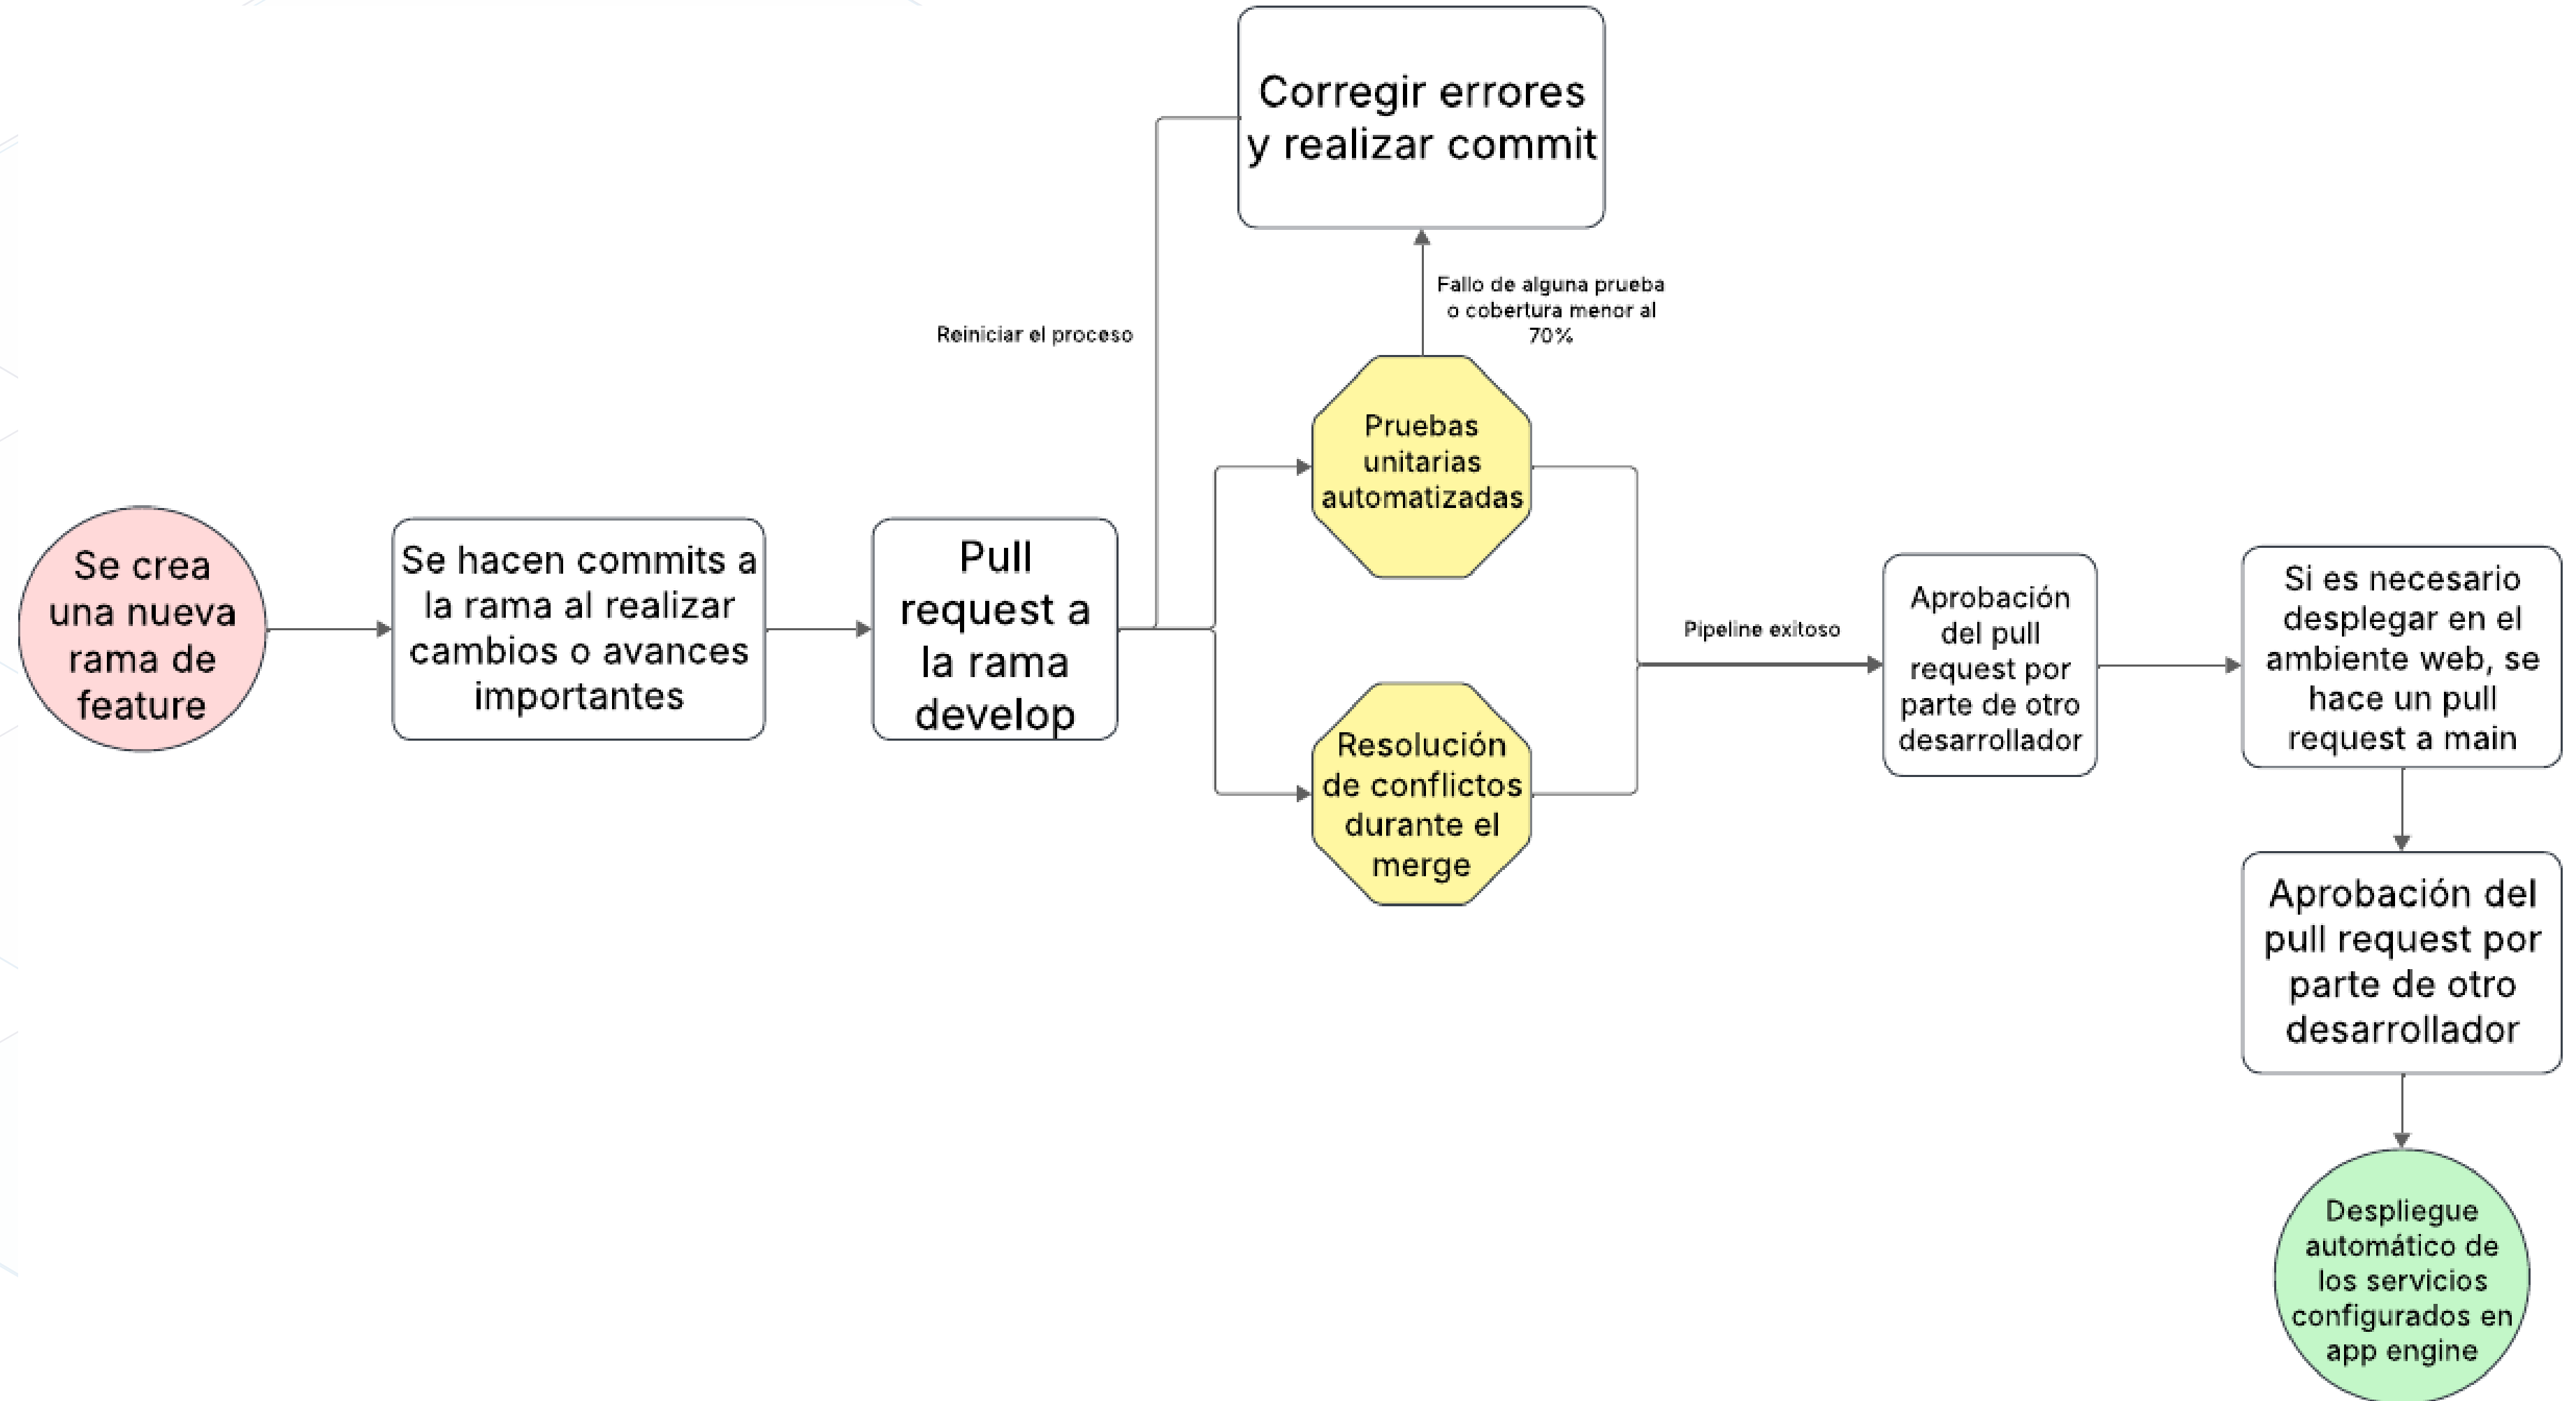 Corregir errores
y realizar commit
Reiniciar el proceso
Fallo de alguna prueba
o cobertura menor al
70%
Pruebas
unitarias
automatizadas
Se crea
una nueva
rama de
feature
Se hacen commits a
la rama al realizar
cambios o avances
importantes
Pull
request a
la rama
develop
Resolución
de conflictos
durante el
merge
Pipeline exitoso
Aprobación
del pull
request por
parte de otro
desarrollador
Si es necesario
desplegar en el
ambiente web, se
hace un pull
request a main
Aprobación del
pull request por
parte de otro
desarrollador
Despliegue
automático de
los servicios
configurados en
app engine